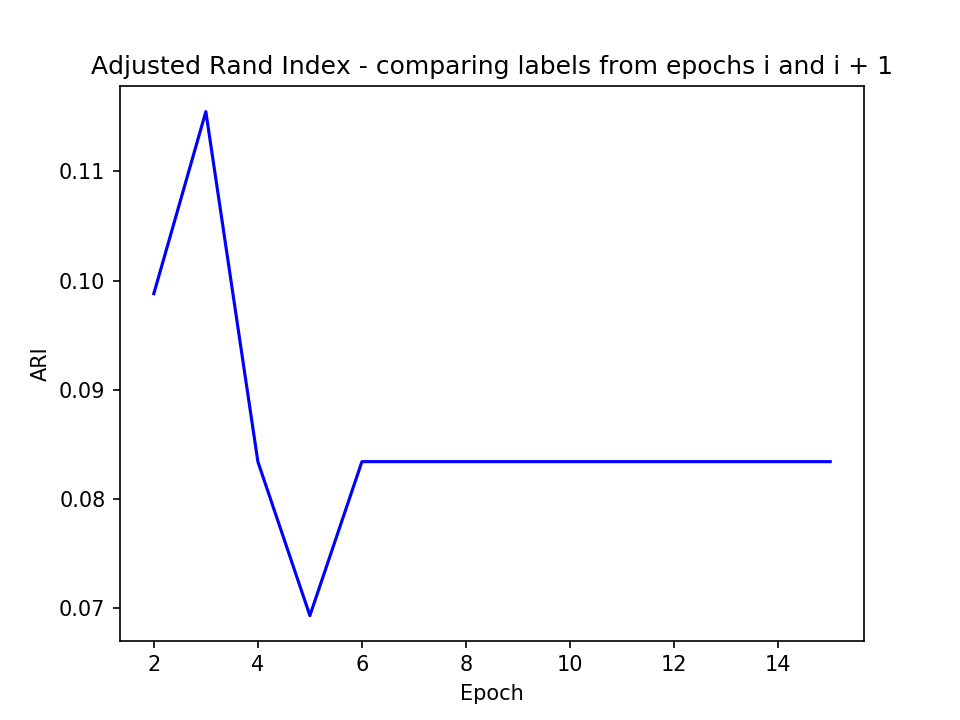 Adjusted Rand Index - comparing labels from epochs i and i + 1
0.11
0.10
0.09
0.08
0.07
ARI
2 4 6 8 10 12 14
Epoch